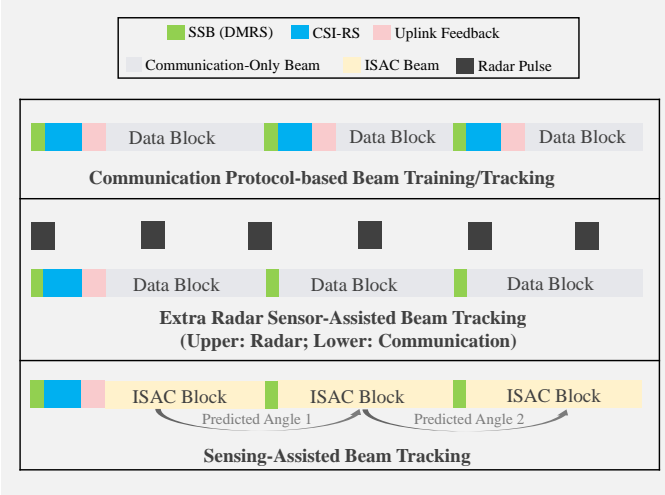 SSB (DMRS) CSI-RS Uplink Feedback
Communication-Only Beam ISAC Beam Radar Pulse
Data Block Data Block Data Block
Communication Protocol-based Beam Training/Tracking
Data Block Data Block Data Block
Extra Radar Sensor-Assisted Beam Tracking
(Upper: Radar; Lower: Communication)
ISAC Block ISAC Block ISAC Block
Predicted Angle 1 Predicted Angle 2
Sensing-Assisted Beam Tracking